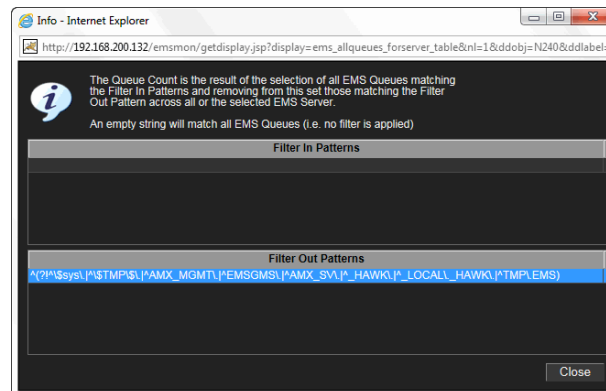 Info - Internet Explorer
http://192.168.200.132/emsmon/getdisplay.jsp?display=ems_allqueues_forserver_table&nl=1&ddobj=N240&ddlabel=
The Queue Count is the result of the selection of all EMS Queues matching
the Filter In Patterns and removing from this set those matching the Filter
Out Pattern across all or the selected EMS Server.
An empty string will match all EMS Queues (i.e. no filter is applied)
Filter In Patterns
Filter Out Patterns
^(?!^\$sys\.|^\$TMP\$\.|^AMX_MGMT\.|^EMSGMS\.|^AMX_SV\.|^_HAWK\.|^_LOCAL\._HAWK\.|^TMP\.EMS)
Close